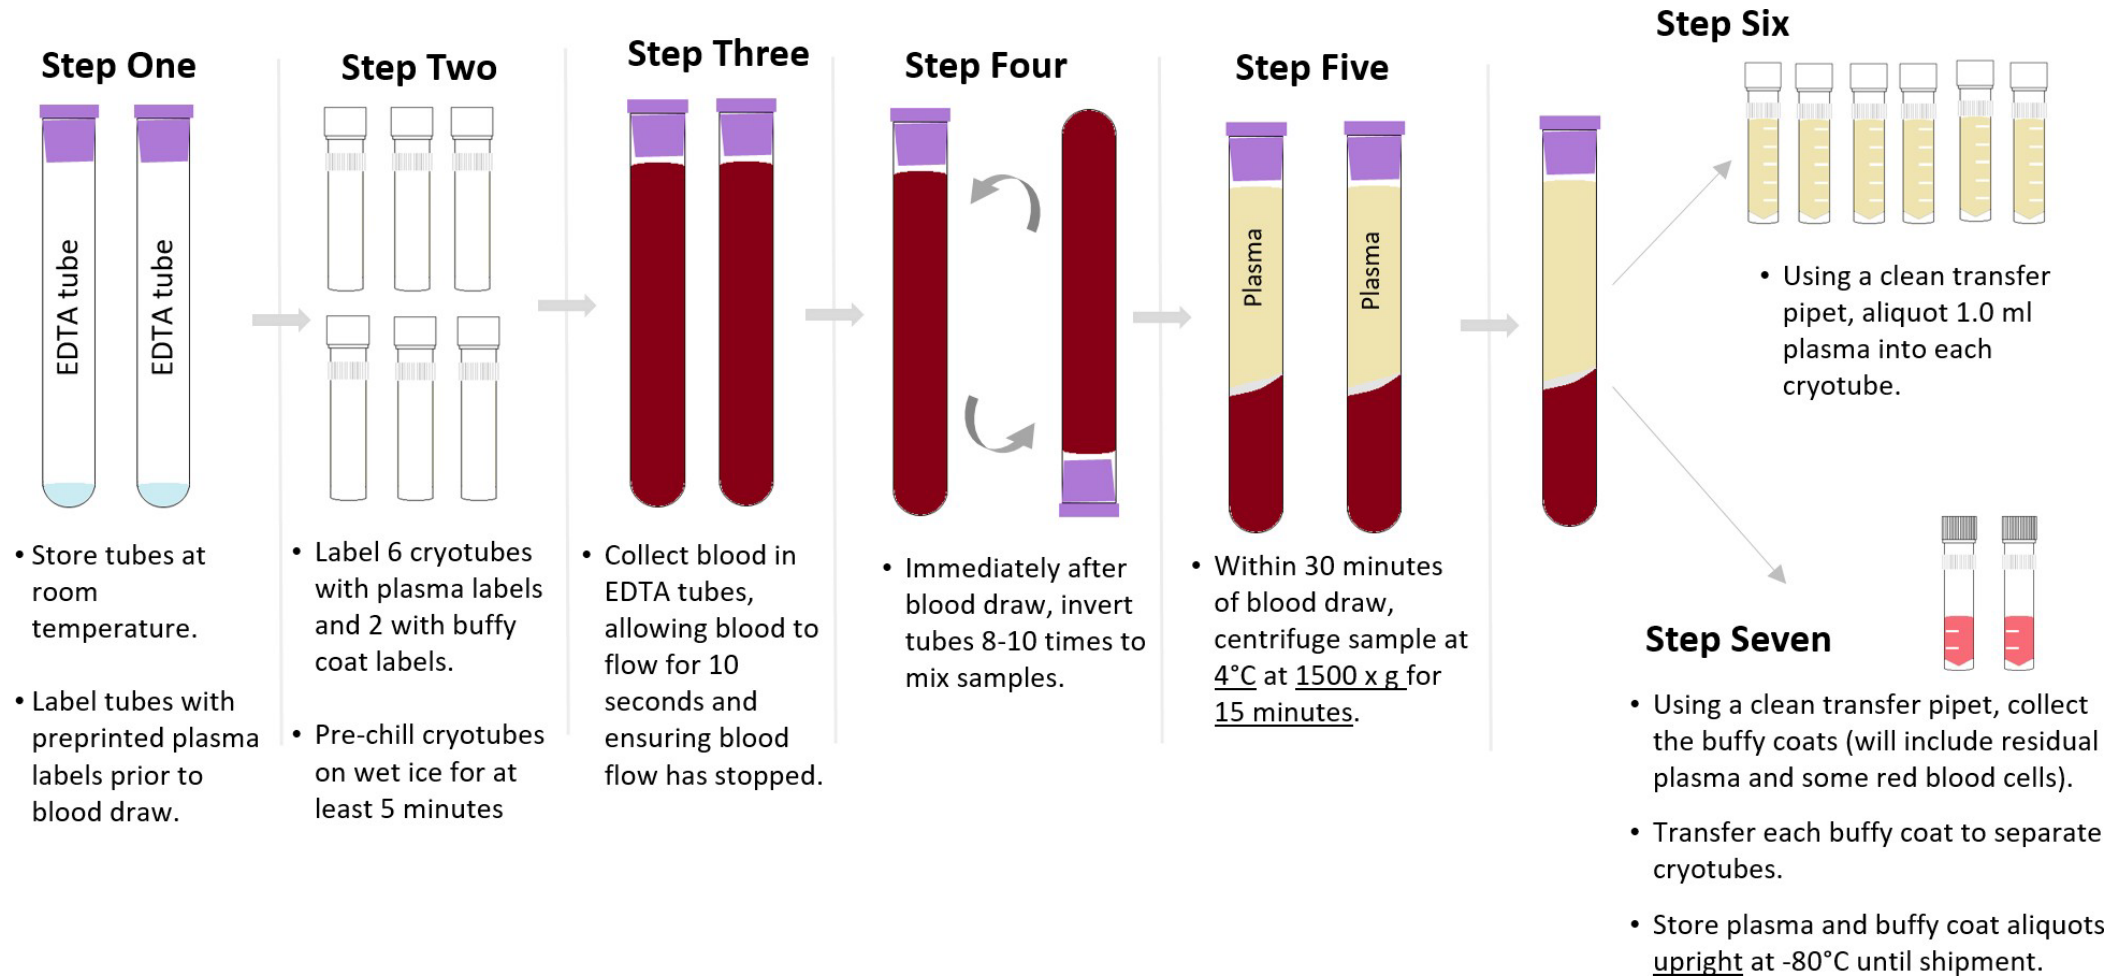 Step One
EDTA tube
EDTA tube
• Store tubes at
room
temperature.
• Label tubes with
preprinted plasma
labels prior to
blood draw.
Step Two
• Label 6 cryotubes
with plasma labels
and 2 with buffy
coat labels.
• Pre-chill cryotubes
on wet ice for at
least 5 minutes
Step Three
• Collect blood in
EDTA tubes,
allowing blood to
flow for 10
seconds and
ensuring blood
flow has stopped.
Step Four
• Immediately after
blood draw, invert
tubes 8-10 times to
mix samples.
Step Five
Plasma
Plasma
• Within 30 minutes
of blood draw,
centrifuge sample at
4°C at 1500 x g for
15 minutes.
Step Six
• Using a clean transfer
pipet, aliquot 1.0 ml
plasma into each
cryotube.
Step Seven
• Using a clean transfer pipet, collect
the buffy coats (will include residual
plasma and some red blood cells).
• Transfer each buffy coat to separate
cryotubes.
• Store plasma and buffy coat aliquots
upright at -80°C until shipment.